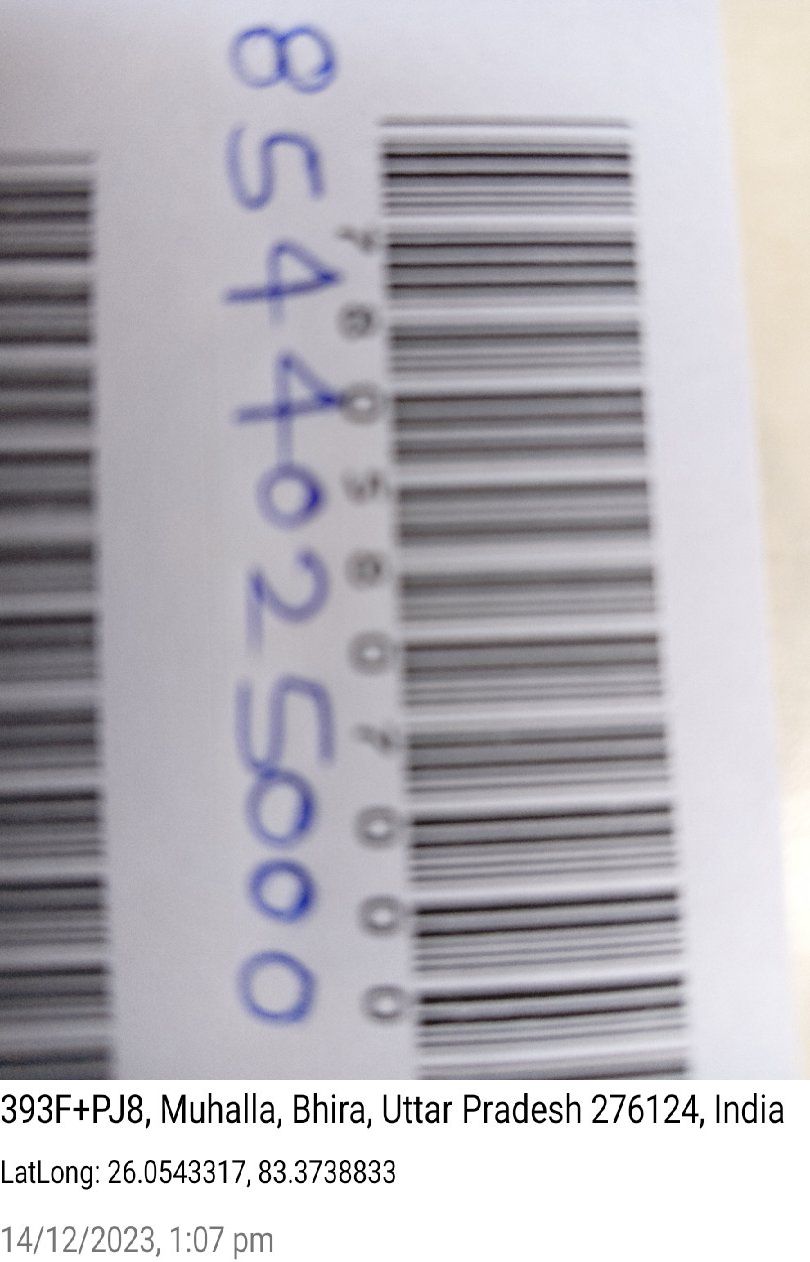 8544025000
393F+PJ8, Muhalla, Bhira, Uttar Pradesh 276124, India
LatLong: 26.0543317, 83.3738833
14/12/2023, 1:07 pm